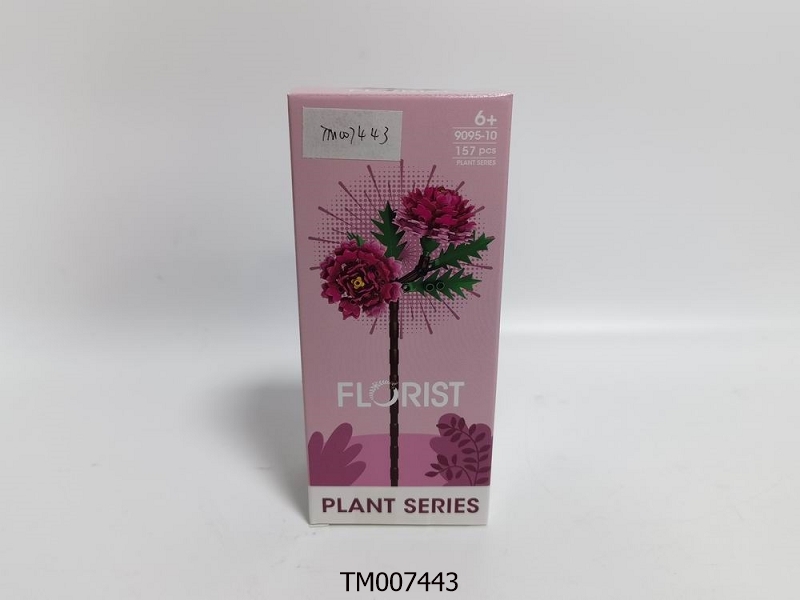 TM007443
6+
9095-10
157 pcs
PLANT SERIES
FLORIST
PLANT SERIES
TM007443